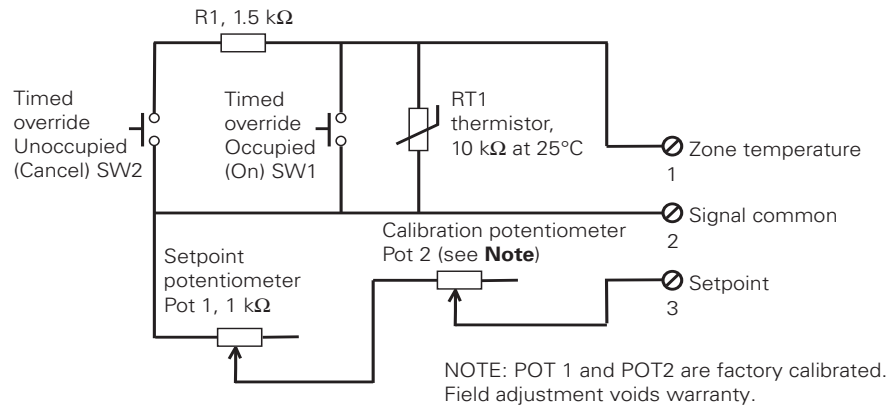 R1, 1.5 kΩ
Timed
override
Unoccupied
(Cancel) SW2
Timed
override
Occupied
(On) SW1
RT1
thermistor,
10 kΩ at 25°C
Zone temperature
1
Signal common
2
Calibration potentiometer
Pot 2 (see Note)
Setpoint
potentiometer
Pot 1, 1 kΩ
Setpoint
3
NOTE: POT 1 and POT2 are factory calibrated.
Field adjustment voids warranty.